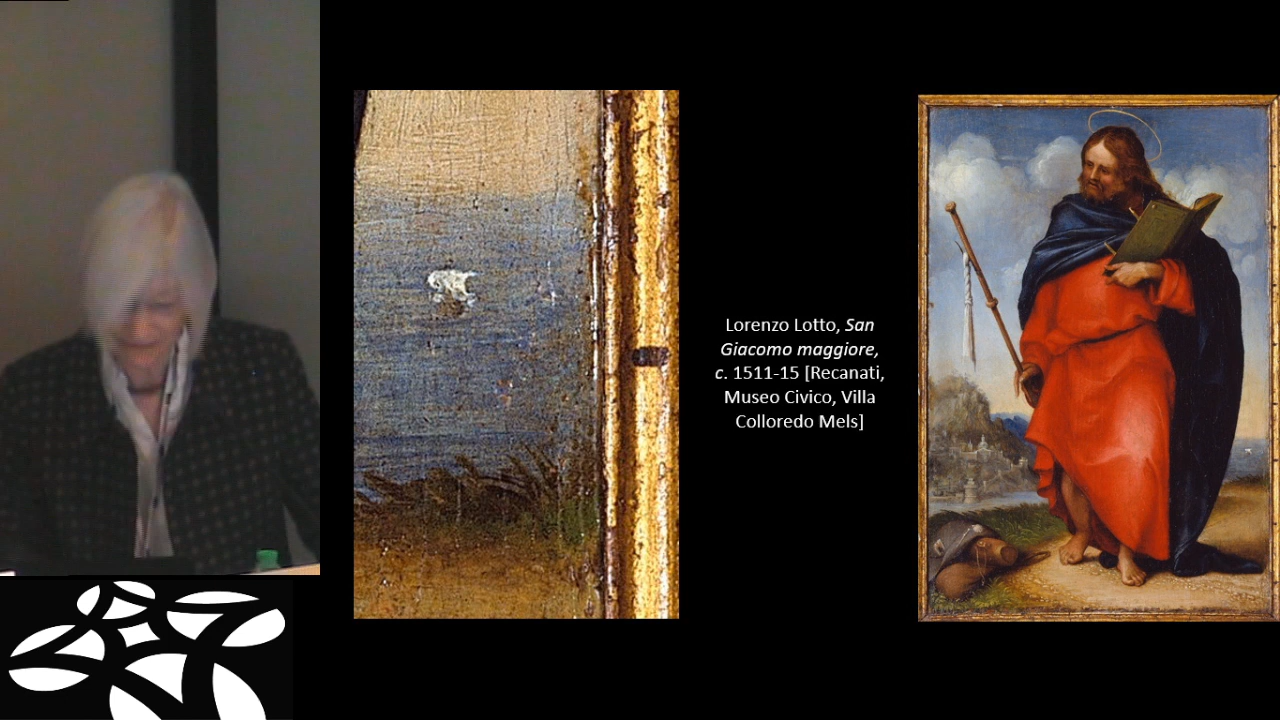 Lorenzo Lotto, San
Giacomo maggiore,
c. 1511-15 [Recanati,
Museo Civico, Villa
Colloredo Mels]